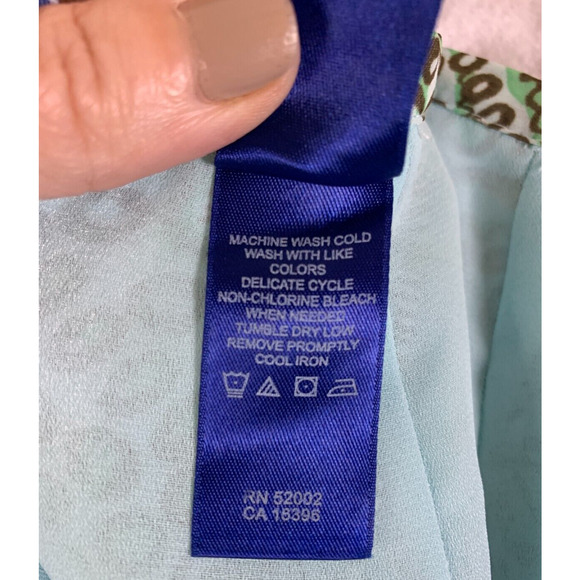 MACHINE WASH COLD
WASH WITH LIKE
COLORS
DELICATE CYCLE
NON-CHLORINE BLEACH
WHEN NEEDED
TUMBLE DRY LOW
REMOVE PROMPTLY
COOL IRON
RN 52002
CA 16396